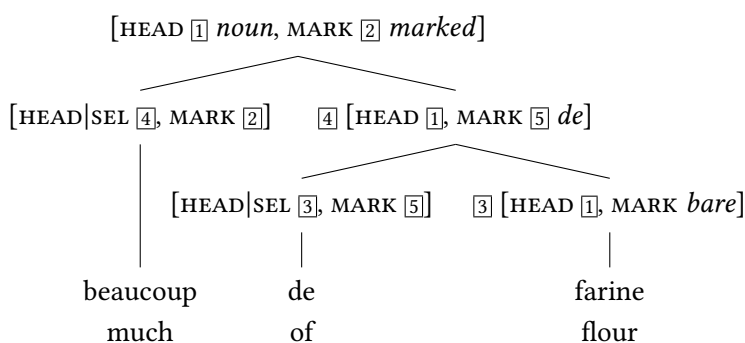 [HEAD 1 noun, MARK 2 marked]
[HEAD|SEL 4, MARK 2] 4 [HEAD 1, MARK 5 de]
[HEAD|SEL 3, MARK 5] 3 [HEAD 1, MARK bare]
beaucoup de farine
much of flour